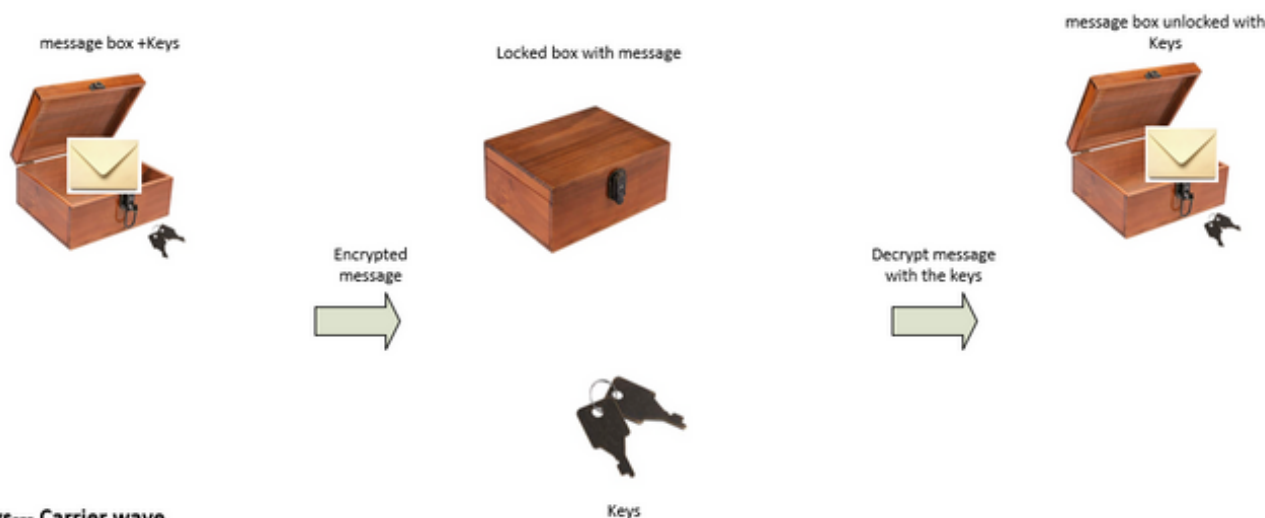 message box +Keys
Locked box with message
message box unlocked with
Keys
Encrypted
message
Decrypt message
with the keys
Keys
Carrier wave